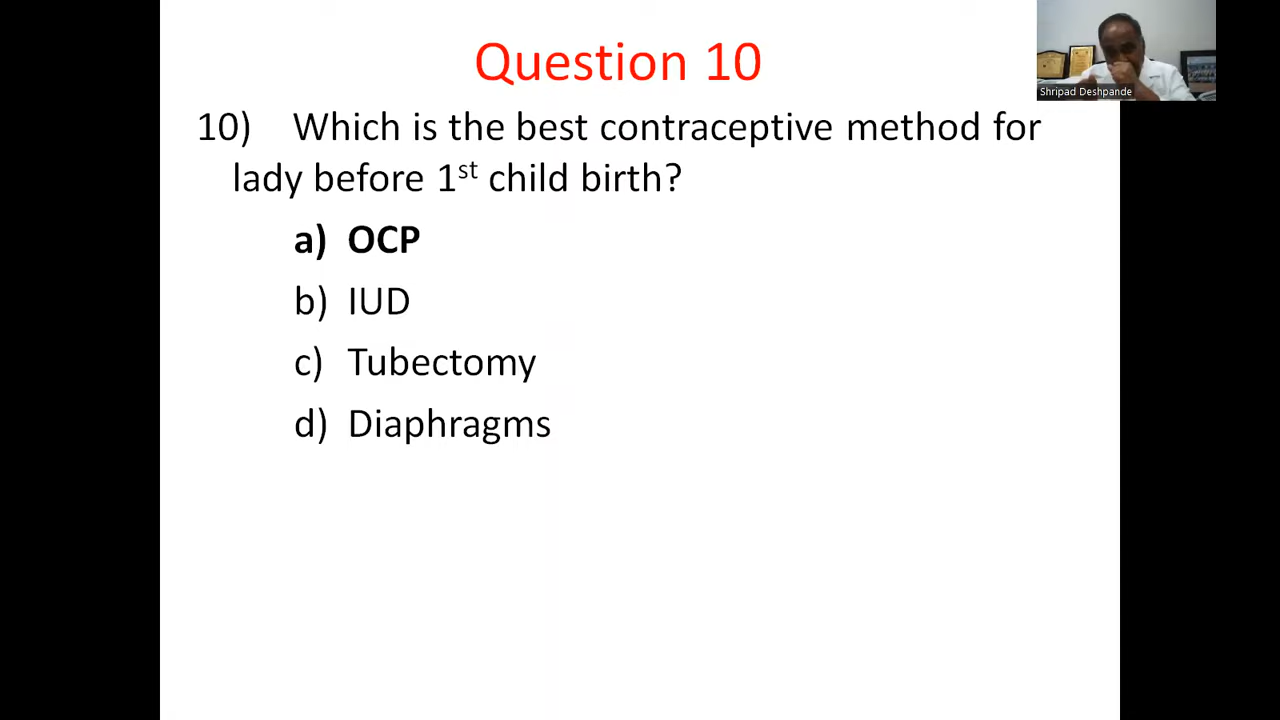 Question 10
Shripad Deshpande
10) Which is the best contraceptive method for
lady before 1st child birth?
a) OCP
b) IUD
c) Tubectomy
d) Diaphragms